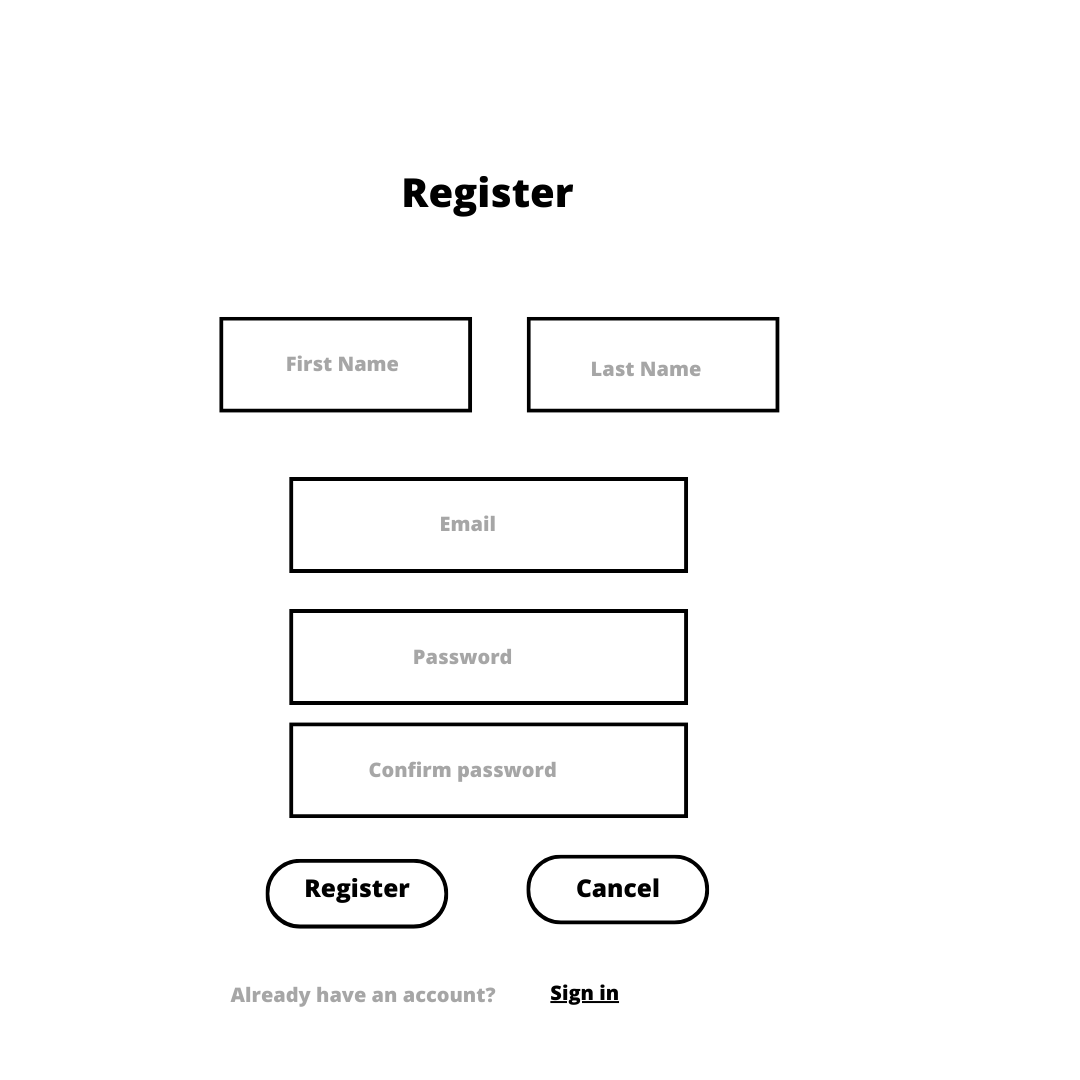 Register
First Name
Last Name
Email
Password
Confirm password
Register
Cancel
Already have an account?
Sign in